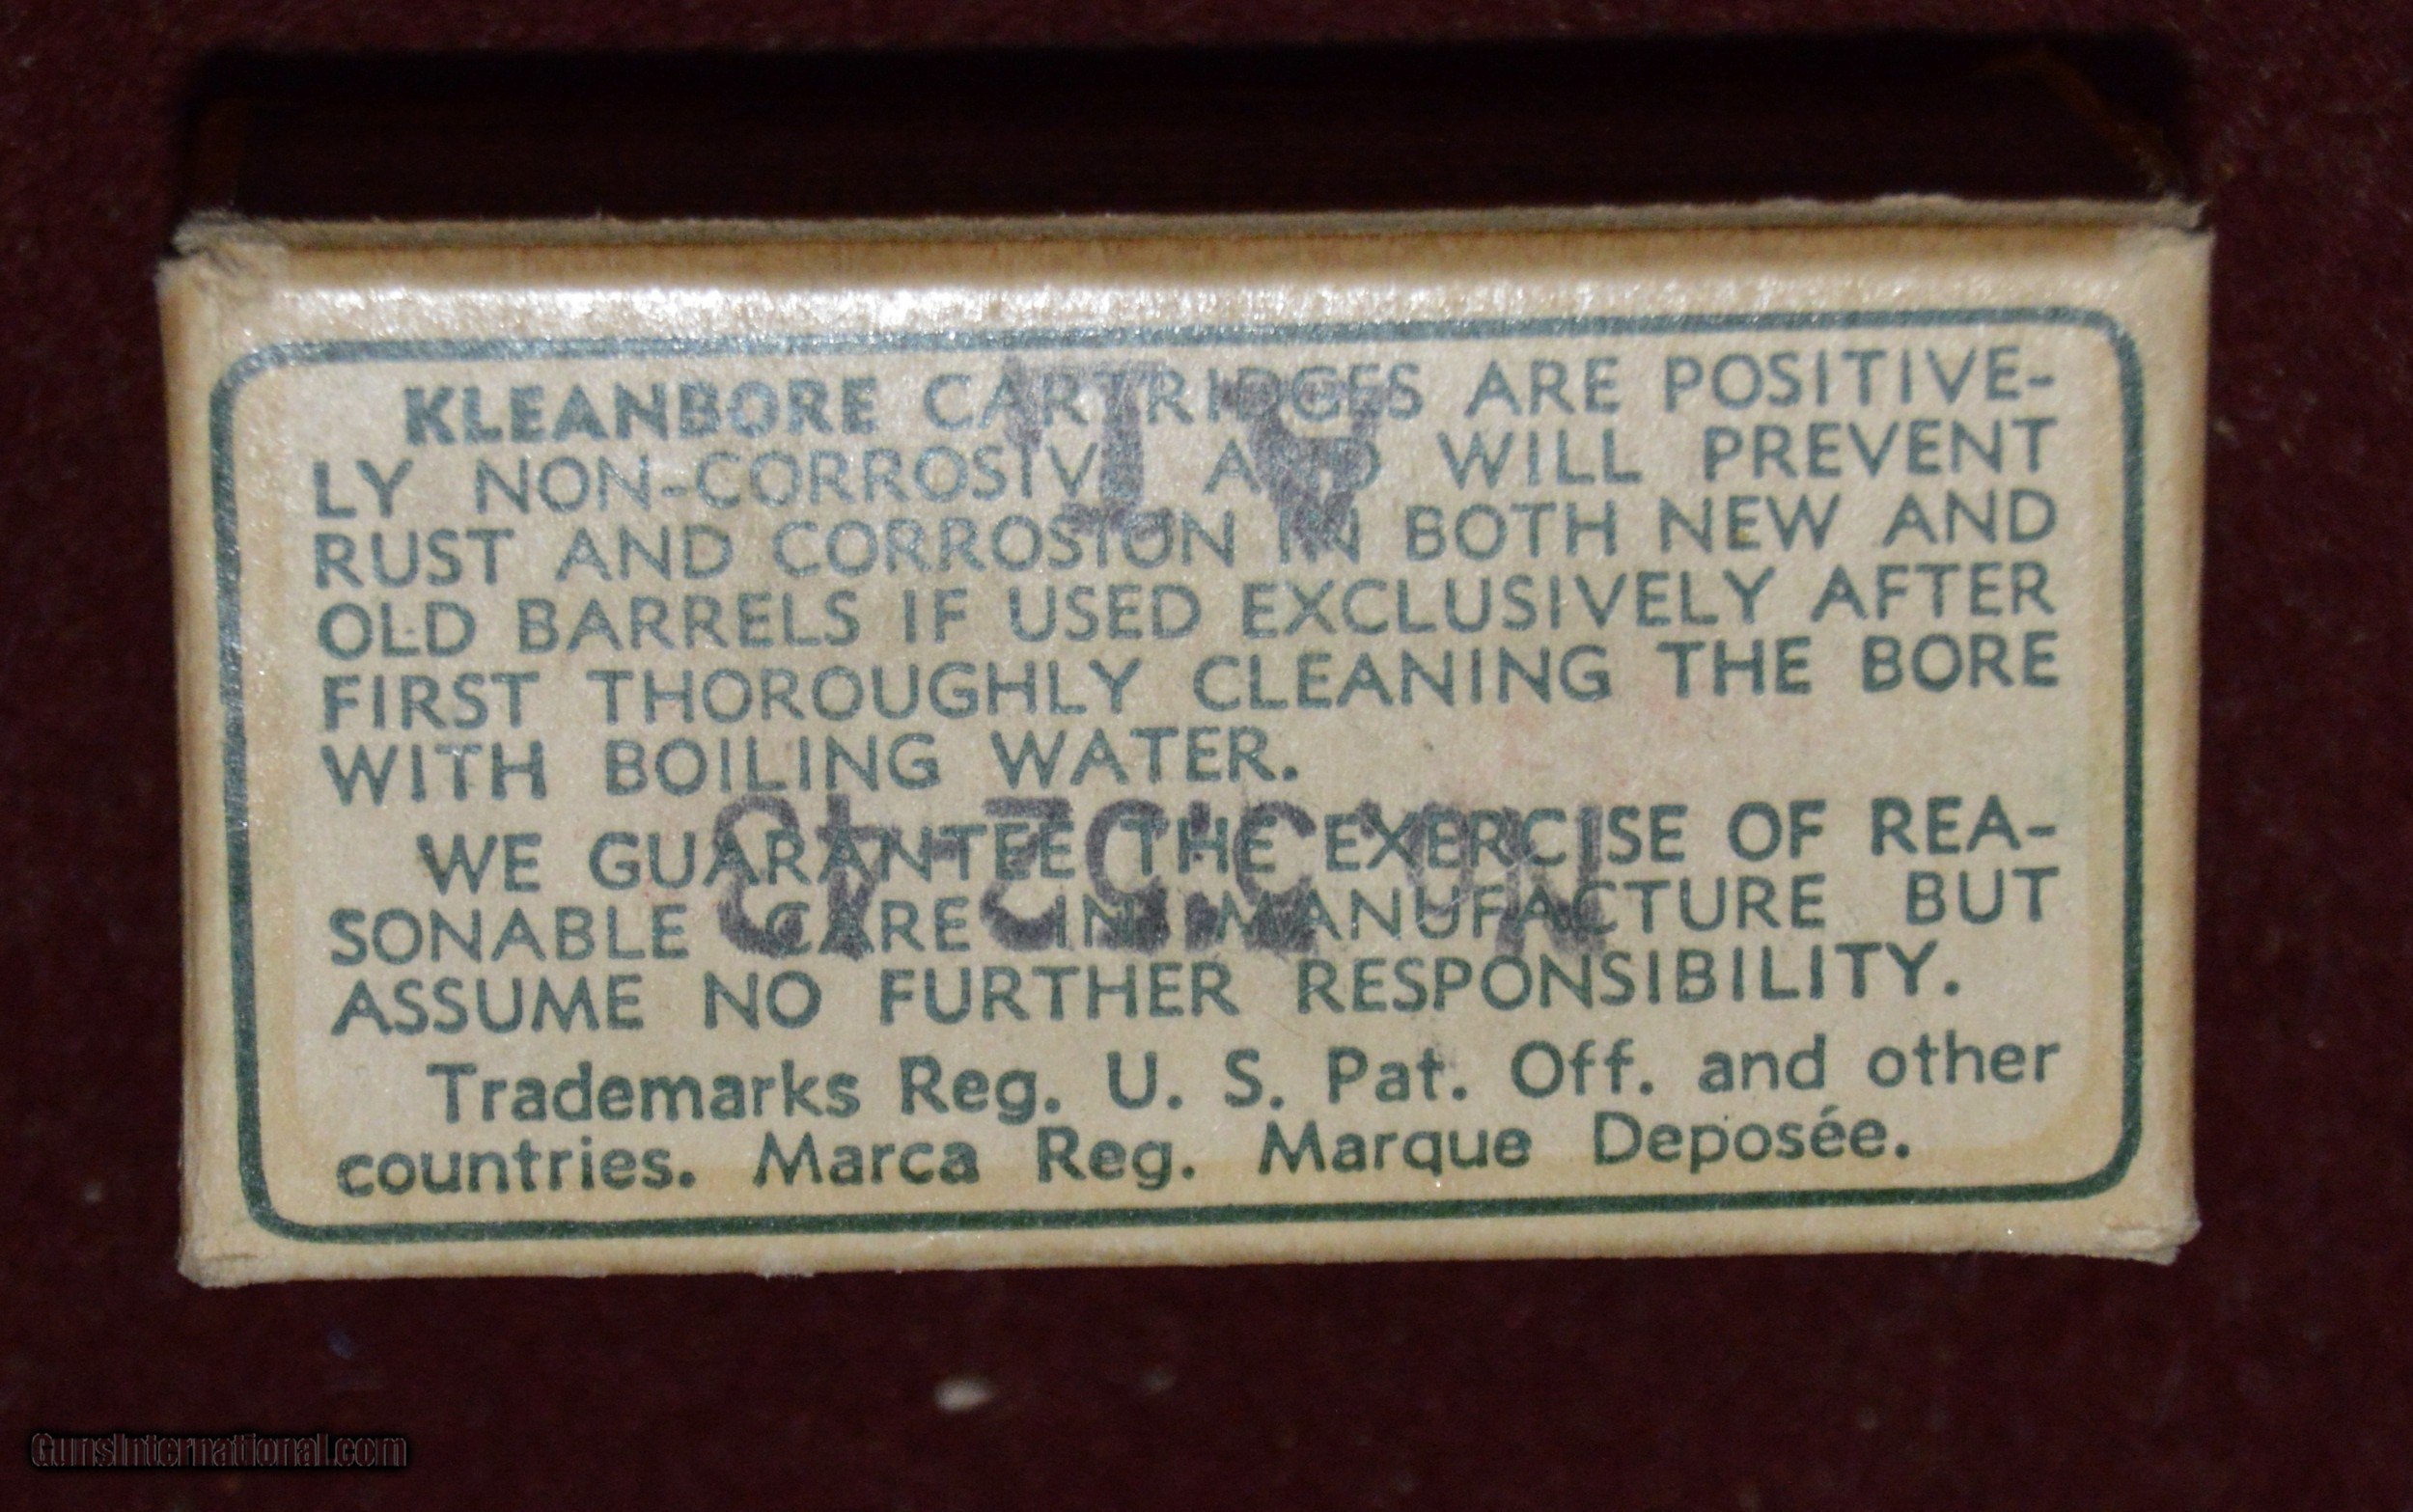 KLEANBORE CARTRIDGES ARE POSITIVE-
LY NON-CORROSIVE AND WILL PREVENT
RUST AND CORROSION IN BOTH NEW AND
OLD BARRELS IF USED EXCLUSIVELY AFTER
FIRST THOROUGHLY CLEANING THE BORE
WITH BOILING WATER.
WE GUARANTEE THE EXERCISE OF REA-
SONABLE CARE IN MANUFACTURE BUT
ASSUME NO FURTHER RESPONSIBILITY.
Trademarks Reg. U. S. Pat. Off. and other
countries. Marca Reg. Marque Deposée.
GunsInternational.com